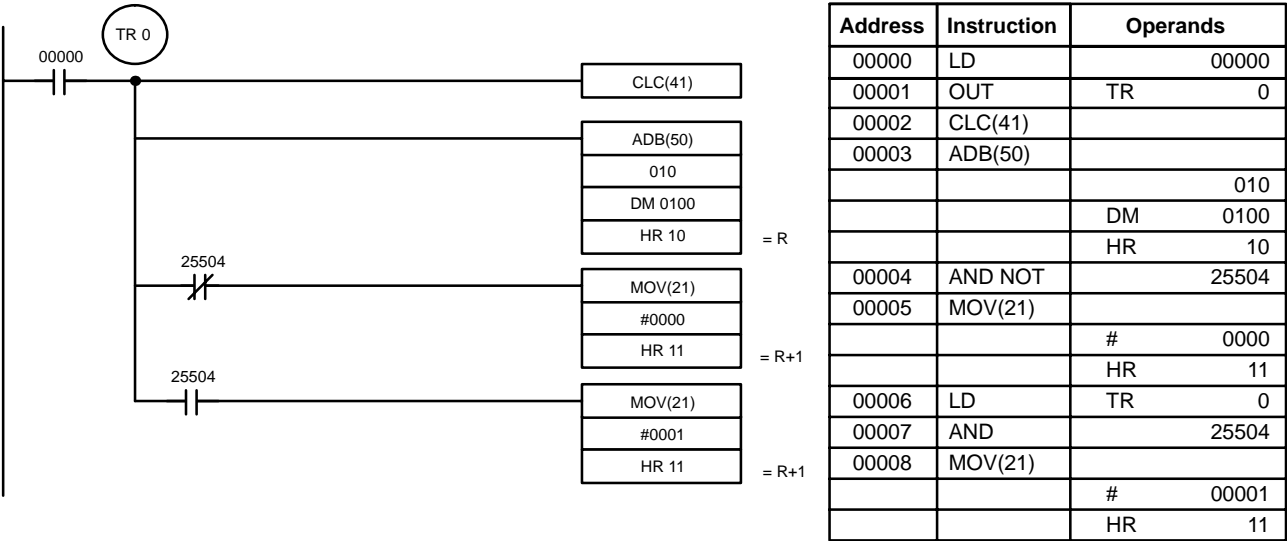 TR 0
00000
CLC(41)
ADB(50)
010
DM 0100
HR 10
= R
25504
MOV(21)
#0000
HR 11
= R+1
25504
MOV(21)
#0001
HR 11
= R+1
Address Instruction Operands
00000 LD 00000
00001 OUT TR 0
00002 CLC(41)
00003 ADB(50)
010
DM 0100
HR 10
00004 AND NOT 25504
00005 MOV(21)
# 0000
HR 11
00006 LD TR 0
00007 AND 25504
00008 MOV(21)
# 00001
HR 11